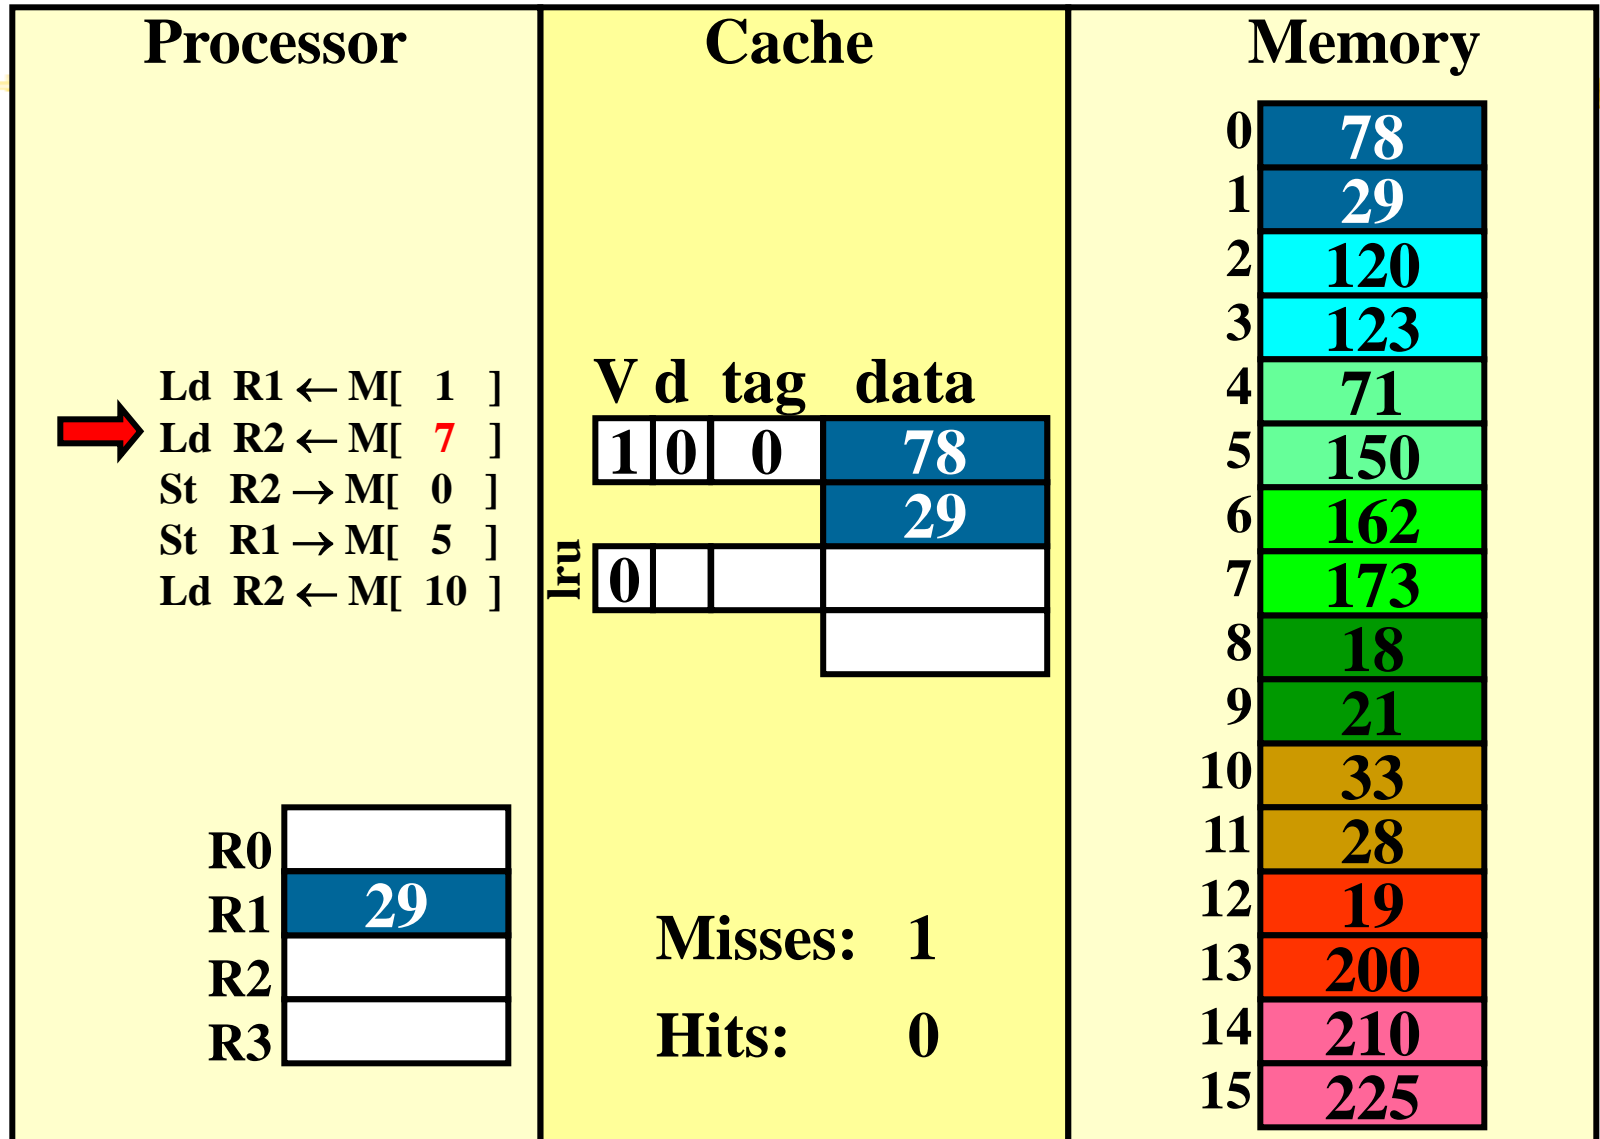 Processor
Ld R1 ← M[ 1 ]
Ld R2 ← M[ 7 ]
St R2 → M[ 0 ]
St R1 → M[ 5 ]
Ld R2 ← M[ 10 ]
R0
R1 29
R2
R3
Cache
V d tag data
1 0 0 78
29
lru
0
Misses: 1
Hits: 0
Memory
0 78
1 29
2 120
3 123
4 71
5 150
6 162
7 173
8 18
9 21
10 33
11 28
12 19
13 200
14 210
15 225